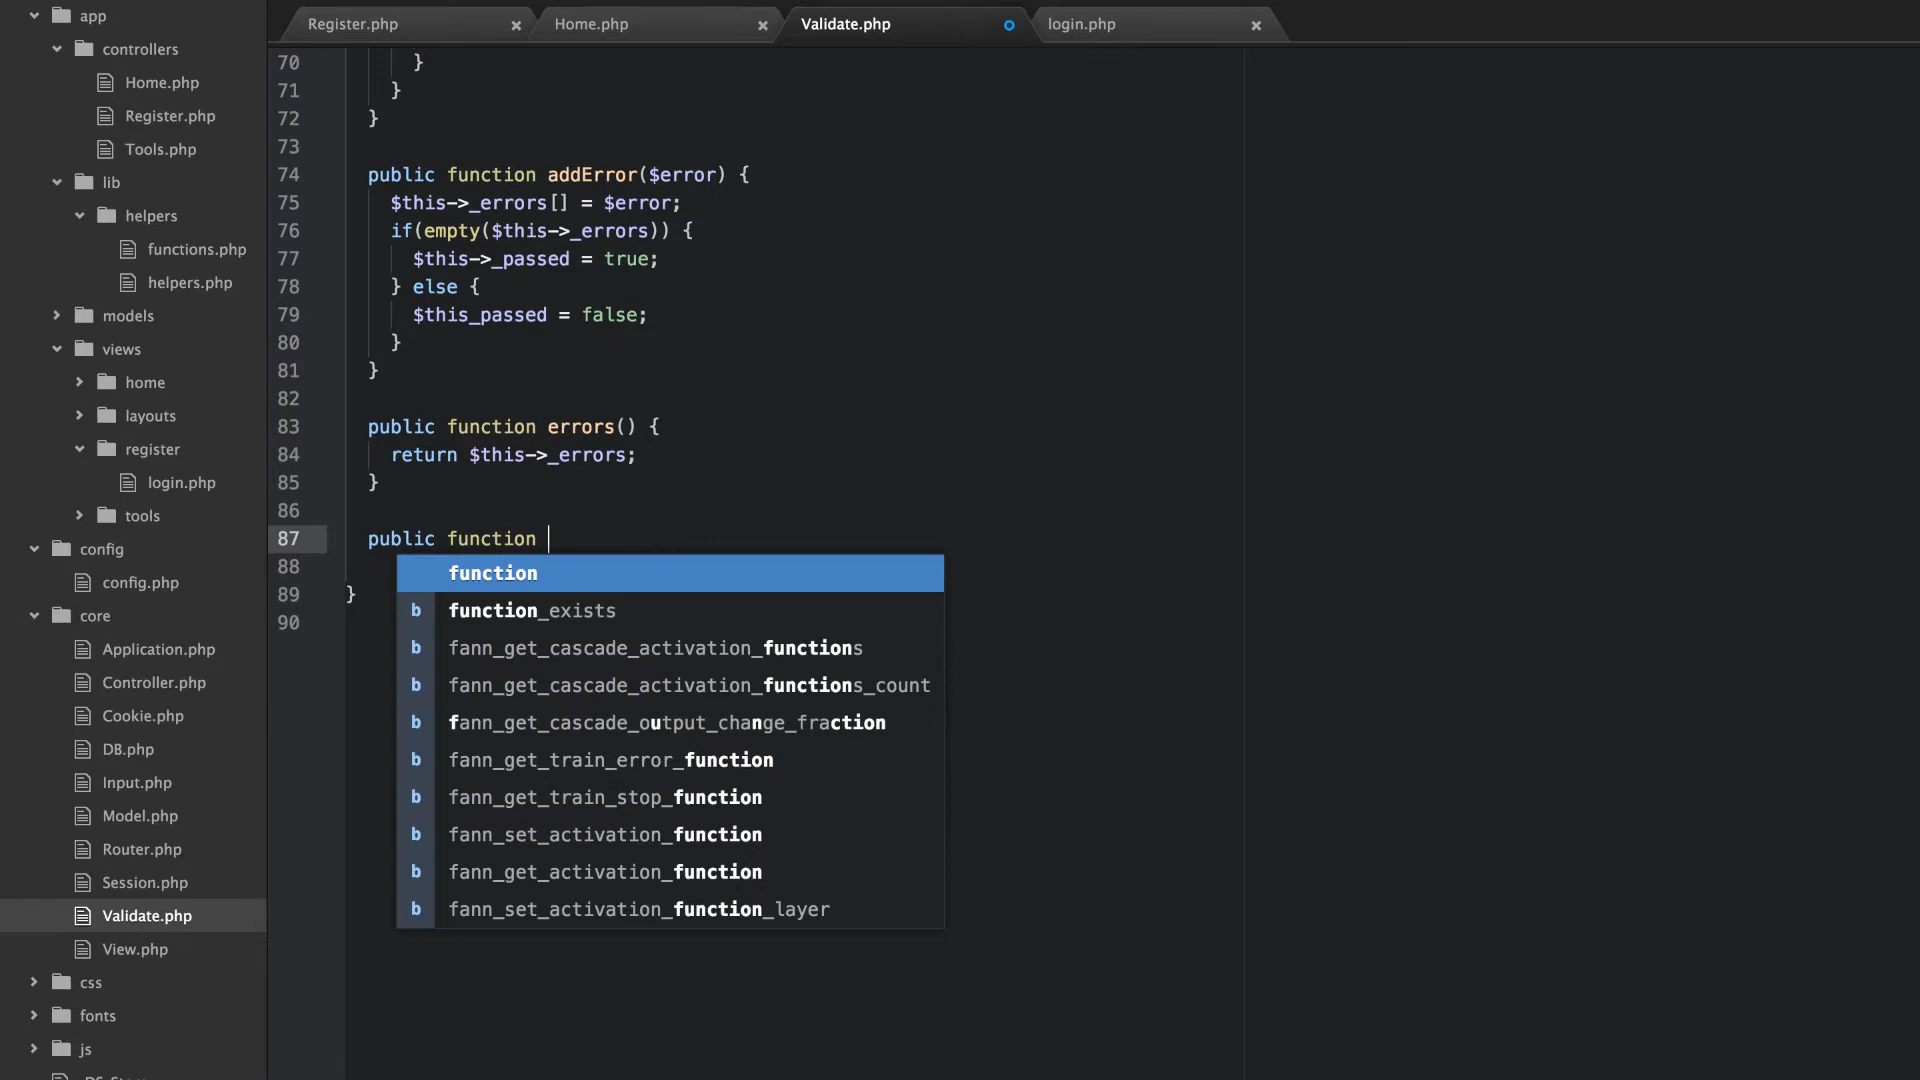 app
controllers
Home.php
Register.php
Tools.php
lib
helpers
functions.php
helpers.php
models
views
home
layouts
register
login.php
tools
config
config.php
core
Application.php
Controller.php
Cookie.php
DB.php
Input.php
Model.php
Router.php
Session.php
Validate.php
View.php
css
fonts
js
Register.php × Home.php × Validate.php login.php ×
70 }
71 }
72 }
73
74 public function addError($error) {
75 $this->_errors[] = $error;
76 if(empty($this->_errors)) {
77 $this->_passed = true;
78 } else {
79 $this_passed = false;
80 }
81 }
82
83 public function errors() {
84 return $this->_errors;
85 }
86
87 public function
88
89 }
90
function
b function_exists
b fann_get_cascade_activation_functions
b fann_get_cascade_activation_functions_count
b fann_get_cascade_output_change_fraction
b fann_get_train_error_function
b fann_get_train_stop_function
b fann_set_activation_function
b fann_get_activation_function
b fann_set_activation_function_layer